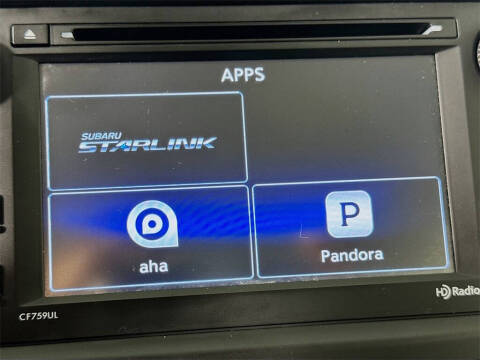 APPS
SUBARU
STARLINK
aha
P
Pandora
HD Radio
CF759UL